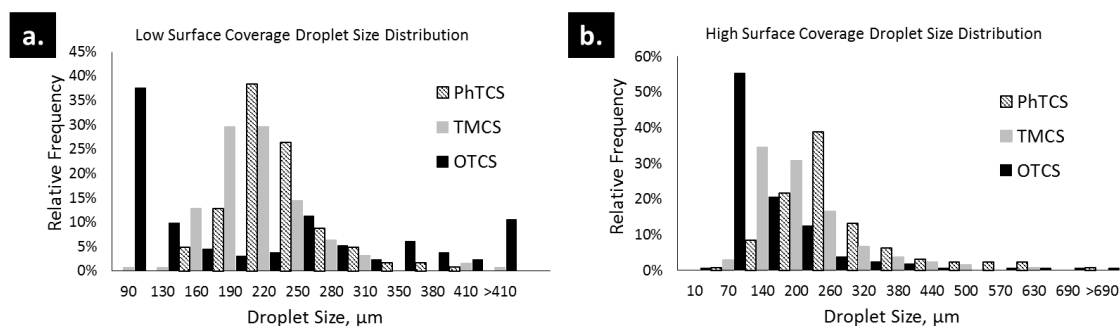 a.
Low Surface Coverage Droplet Size Distribution
45%
40%
35%
30%
25%
20%
15%
10%
5%
0%
Relative Frequency
PhTCS
TMCS
OTCS
90 130 160 190 220 250 280 310 350 380 410 >410
Droplet Size, μm
b.
High Surface Coverage Droplet Size Distribution
60%
50%
40%
30%
20%
10%
0%
Relative Frequency
PhTCS
TMCS
OTCS
10 70 140 200 260 320 380 440 500 570 630 690 >690
Droplet Size, μm